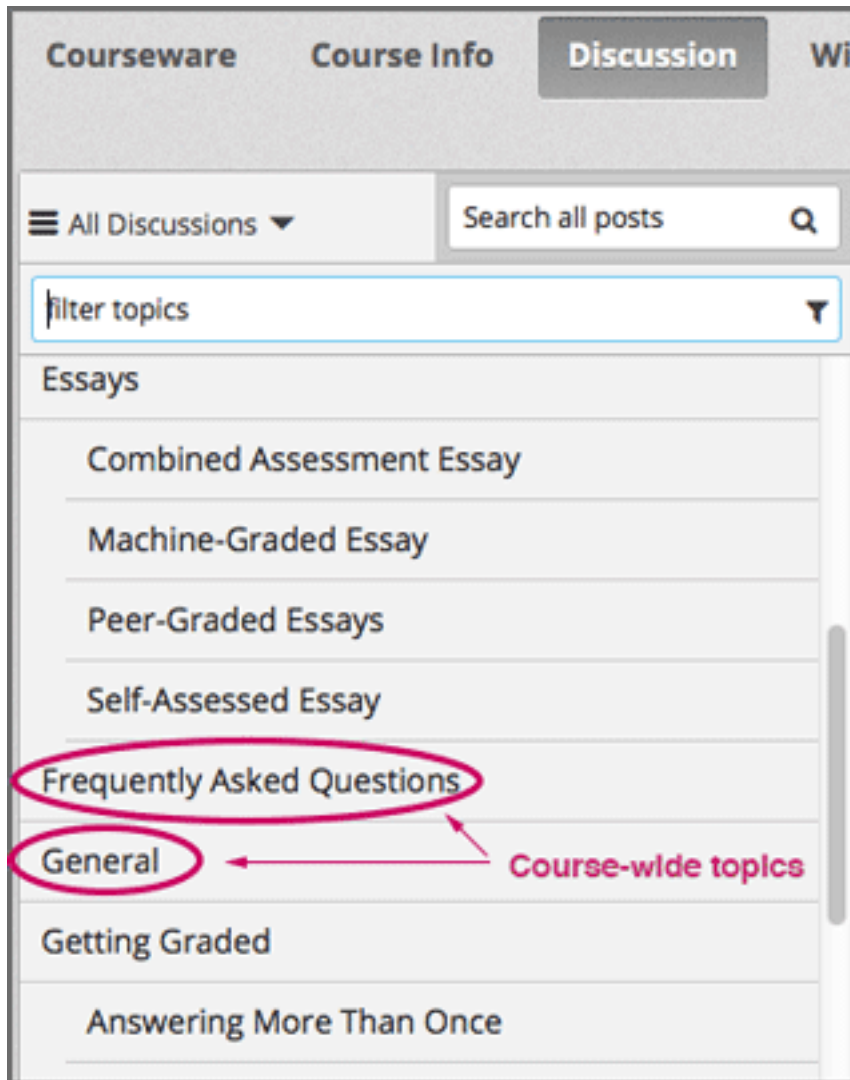 Courseware Course Info Discussion Wi
All Discussions Search all posts
filter topics
Essays
Combined Assessment Essay
Machine-Graded Essay
Peer-Graded Essays
Self-Assessed Essay
Frequently Asked Questions
General Course-wide topics
Getting Graded
Answering More Than Once